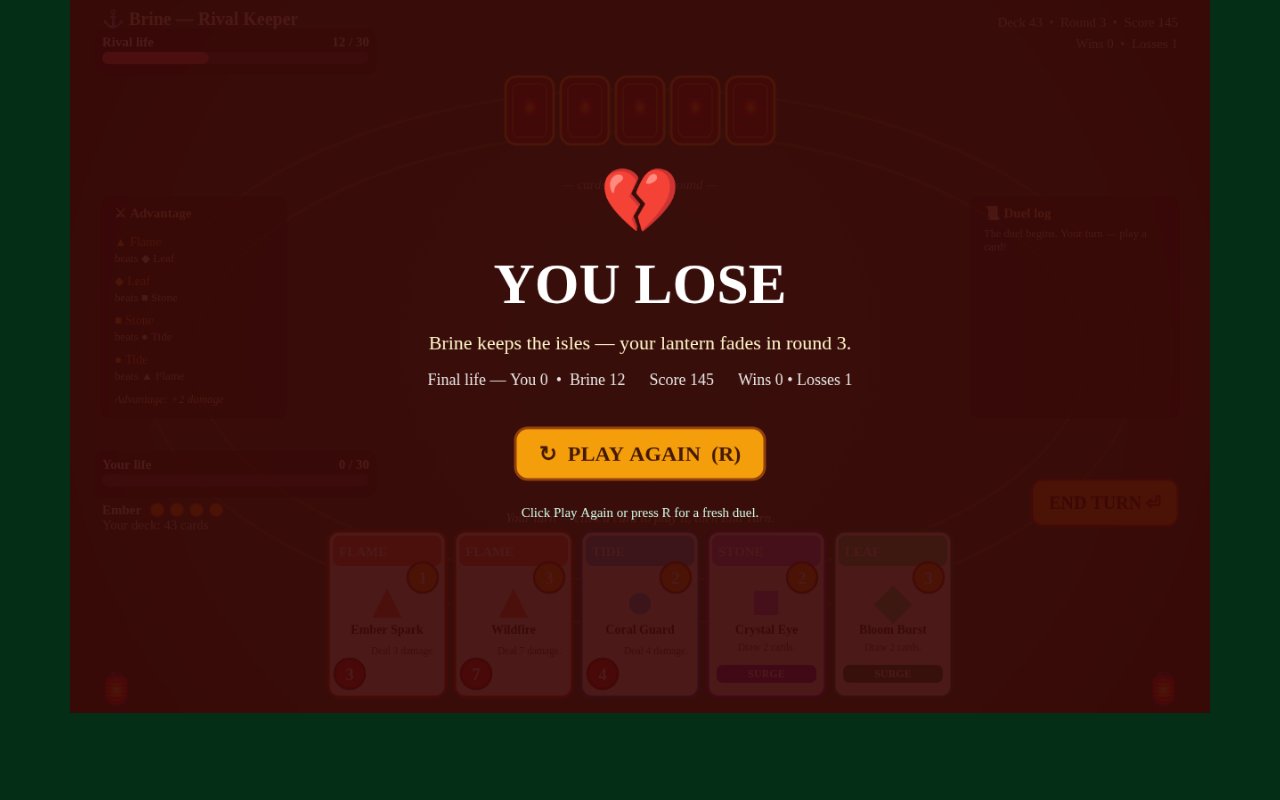 ⚓ Brine — Rival Keeper
Deck 43 • Round 3 • Score 145
Rival life 12 / 30
Wins 0 • Losses 1
— card
ound —
⚔ Advantage
▲ Flame
beats ◆ Leaf
◆ Leaf
beats ■ Stone
■ Stone
beats ● Tide
● Tide
beats ▲ Flame
Advantage: +2 damage
📜 Duel log
The duel begins. Your turn — play a
card!
YOU LOSE
Brine keeps the isles — your lantern fades in round 3.
Final life — You 0 • Brine 12 Score 145 Wins 0 • Losses 1
↻ PLAY AGAIN (R)
Click Play Again or press R for a fresh duel.
Your life 0 / 30
Ember
Your deck: 43 cards
END TURN ⏎
FLAME
1
Ember Spark
Deal 3 damage.
3
FLAME
3
Wildfire
Deal 7 damage.
7
TIDE
2
Coral Guard
Deal 4 damage.
4
STONE
2
Crystal Eye
Draw 2 cards.
SURGE
LEAF
3
Bloom Burst
Draw 2 cards.
SURGE